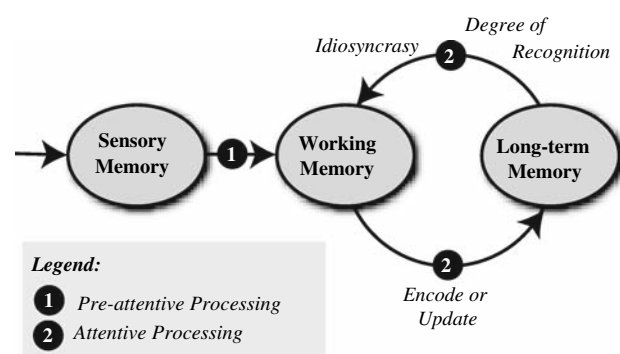 Degree of
Idiosyncrasy
Recognition
2
Sensory
Memory
1
Working
Memory
Long-term
Memory
2
Encode or
Update
Legend:
1 Pre-attentive Processing
2 Attentive Processing